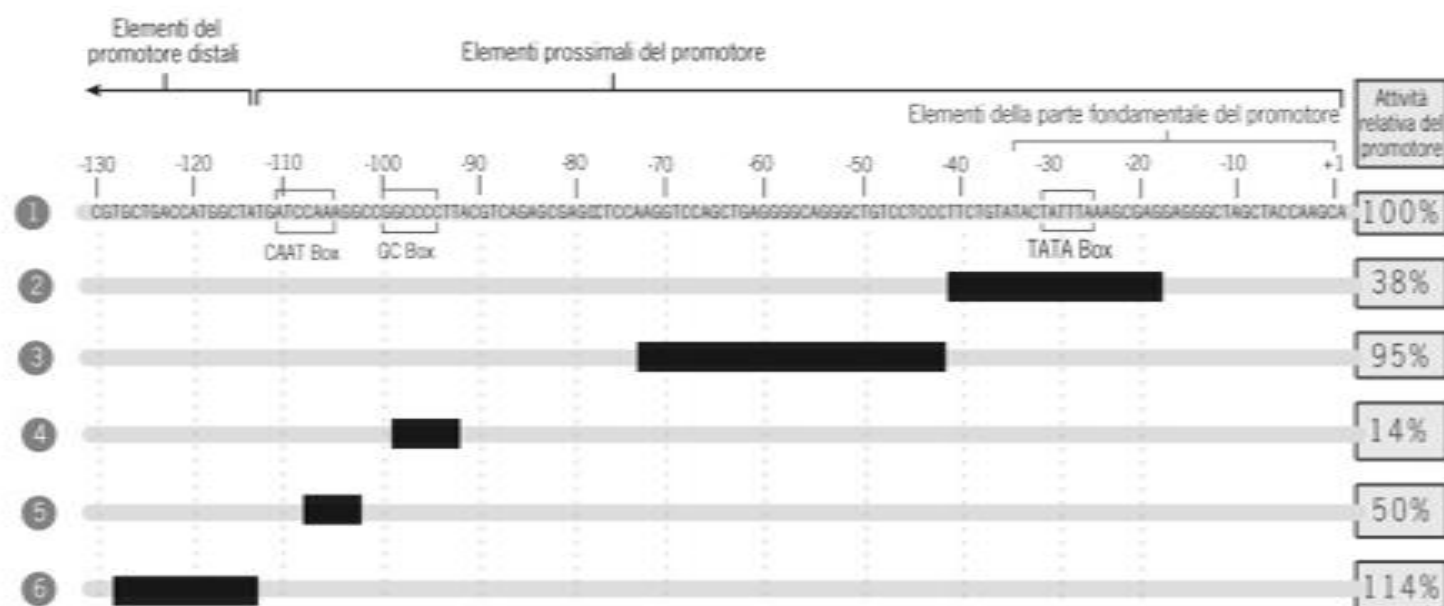 Elementi del
promotore distali
Elementi prossimali del promotore
Elementi della parte fondamentale del promotore
Attività
relativa del
promotore
-130 -120 -110 -100 -90 -80 -70 -60 -50 -40 -30 -20 -10 +1
1 100%
CAAT Box GC Box TATA Box
2 38%
3 95%
4 14%
5 50%
6 114%